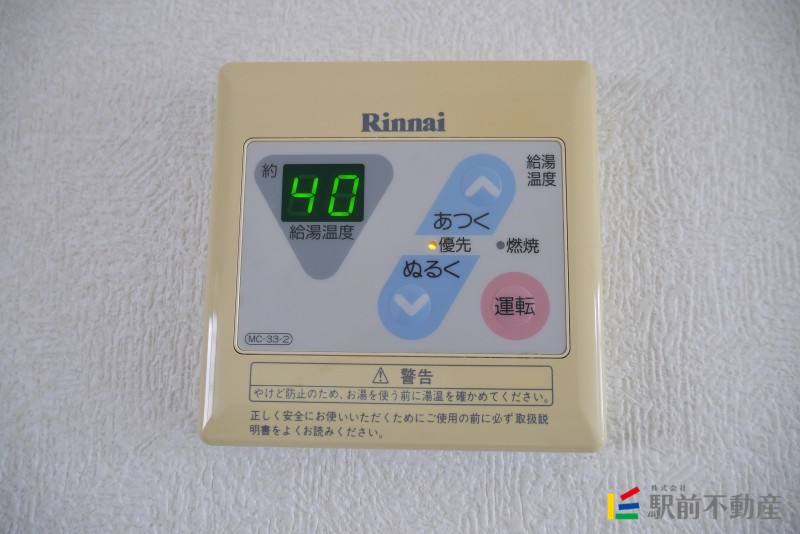 Rinnai
約
40
給湯温度
給湯
温度
あつく
優先
燃焼
ぬるく
運転
MC-33-2
⚠ 警告
やけど防止のため、お湯を使う前に湯温を確かめてください。
正しく安全にお使いいただくためにご使用の前に必ず取扱説
明書をよくお読みください。
株式会社
駅前不動産